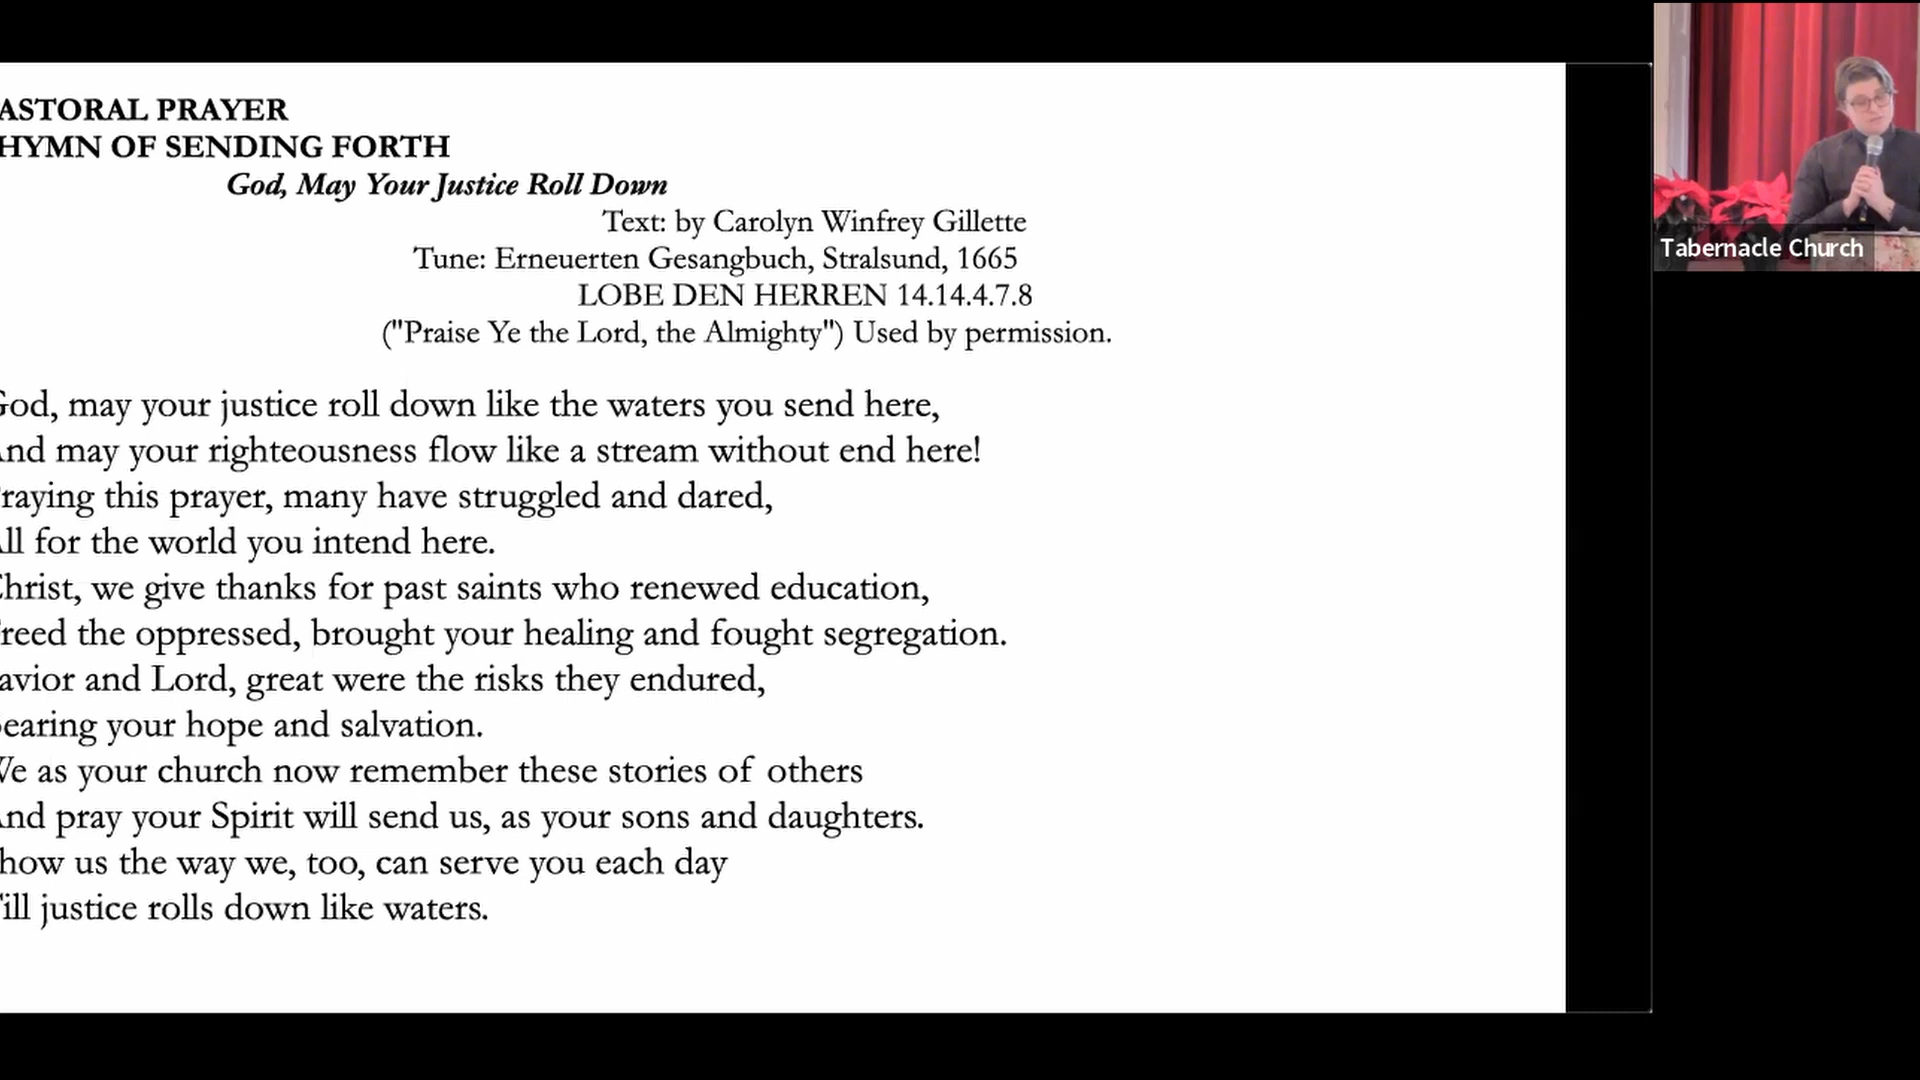 ASTORAL PRAYER
HYMN OF SENDING FORTH
God, May Your Justice Roll Down
Text: by Carolyn Winfrey Gillette
Tune: Erneuerten Gesangbuch, Stralsund, 1665
LOBE DEN HERREN 14.14.4.7.8
("Praise Ye the Lord, the Almighty") Used by permission.
God, may your justice roll down like the waters you send here,
And may your righteousness flow like a stream without end here!
raying this prayer, many have struggled and dared,
All for the world you intend here.
Christ, we give thanks for past saints who renewed education,
reed the oppressed, brought your healing and fought segregation.
avior and Lord, great were the risks they endured,
earing your hope and salvation.
We as your church now remember these stories of others
And pray your Spirit will send us, as your sons and daughters.
how us the way we, too, can serve you each day
Till justice rolls down like waters.
Tabernacle Church